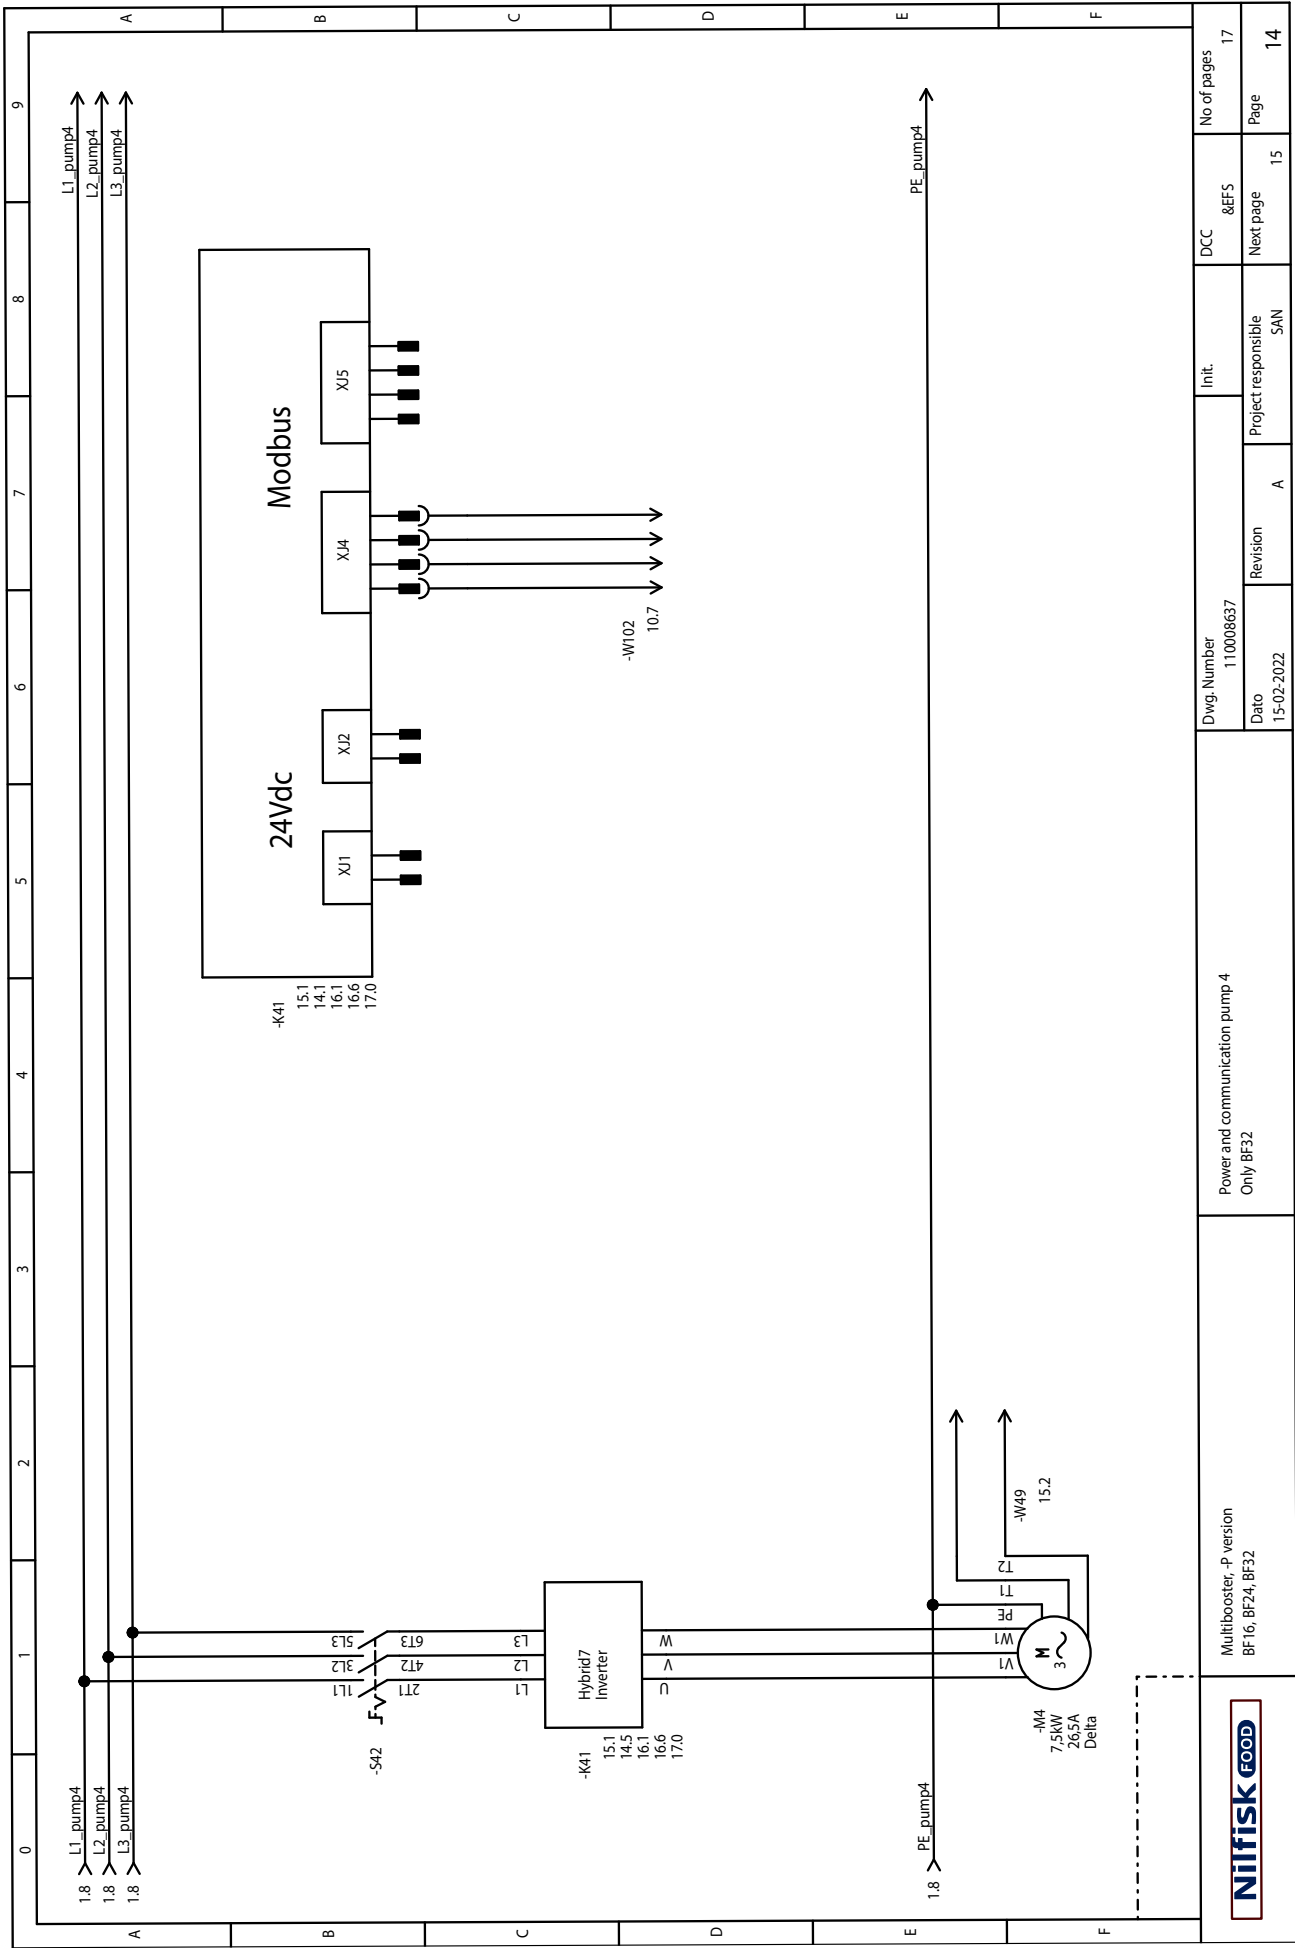 0 1 2 3 4 5 6 7 8 9
A
B
C
D
E
F
A
B
C
D
E
F
1.8 L1_pump4
1.8 L2_pump4
1.8 L3_pump4
L1_pump4
L2_pump4
L3_pump4
-S42
1L1 3L2 5L3
2T1 4T2 6T3
L1 L2 L3
-K41
15.1
14.5
16.1
16.6
17.0
Hybrid7
Inverter
U V W
1.8 PE_pump4
PE_pump4
V1 W1 PE T1 T2
-M4
7,5kW
26,5A
Delta
M
3
-W49
15.2
-K41
15.1
14.1
16.1
16.6
17.0
24Vdc
Modbus
XJ1 XJ2 XJ4 XJ5
-W102
10.7
Nilfisk FOOD
Multibooster, -P version
BF16, BF24, BF32
Power and communication pump 4
Only BF32
Dwg. Number
110008637
Init.
DCC
&EFS
No of pages
17
Dato
15-02-2022
Revision
A
Project responsible
SAN
Next page
15
Page
14